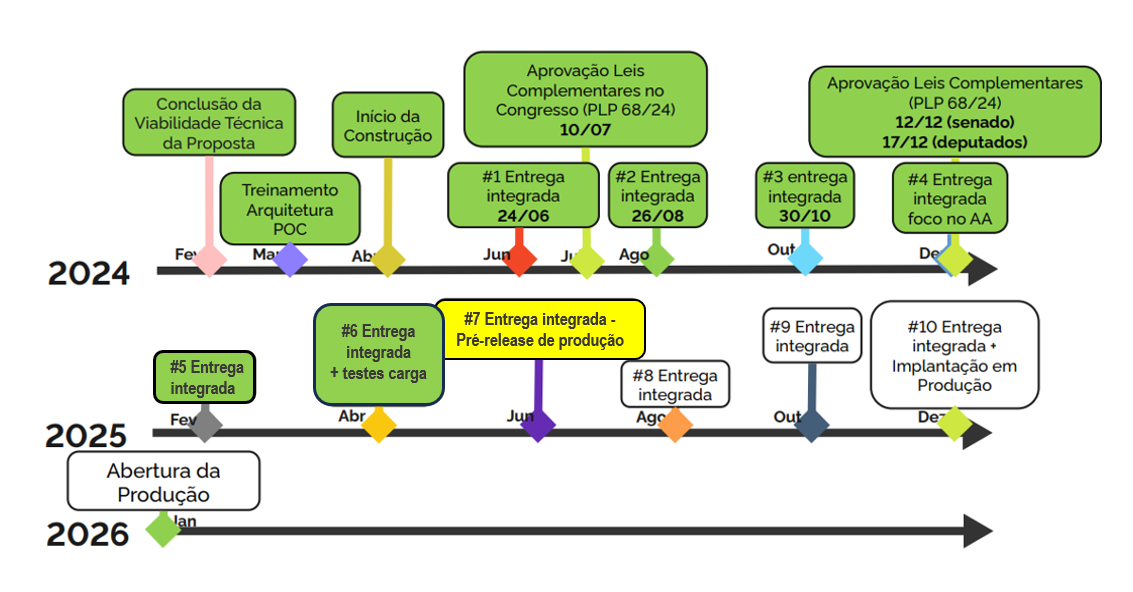 Conclusão da
Viabilidade Técnica
da Proposta
Treinamento
Arquitetura
POC
Início da
Construção
Aprovação Leis
Complementares no
Congresso (PLP 68/24)
10/07
#1 Entrega
integrada
24/06
#2 Entrega
integrada
26/08
#3 entrega
integrada
30/10
Aprovação Leis Complementares
(PLP 68/24)
12/12 (senado)
17/12 (deputados)
#4 Entrega
integrada
foco no AA
2024
Fev
Ma
Ab
Jun
Ju
Ago
Out
De
#5 Entrega
integrada
#6 Entrega
integrada
+ testes carga
#7 Entrega integrada -
Pré-release de produção
#8 Entrega
integrada
#9 Entrega
integrada
#10 Entrega
integrada +
Implantação em
Produção
2025
Fev
Abr
Jun
Ago
Out
Dez
Abertura da
Produção
2026
Jan